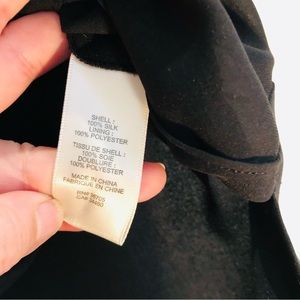 SHELL :
100% SILK
LINING :
100% POLYESTER
TISSU DE SHELL :
100% SOIE
DOUBLURE :
100% POLYESTER
MADE IN CHINA
FABRIQUE EN CHINE